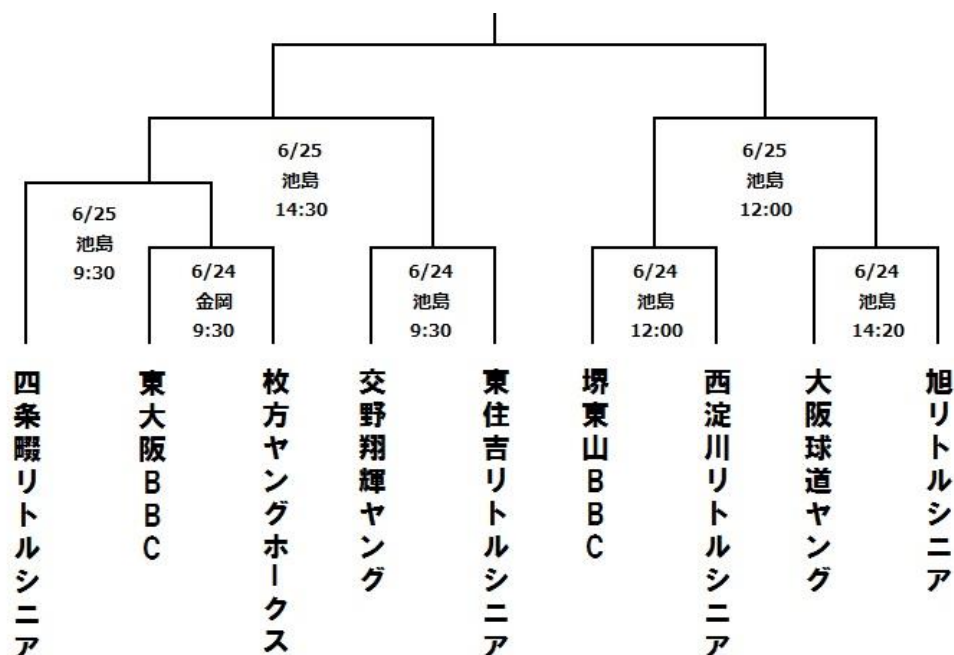 6/25
池島
14:30
6/25
池島
12:00
6/25
池島
9:30
6/24
金岡
9:30
6/24
池島
9:30
6/24
池島
12:00
6/24
池島
14:20
四条畷リトルシニア
東大阪BBC
枚方ヤングホークス
交野翔輝ヤング
東住吉リトルシニア
堺東山BBC
西淀川リトルシニア
大阪球道ヤング
旭リトルシニア